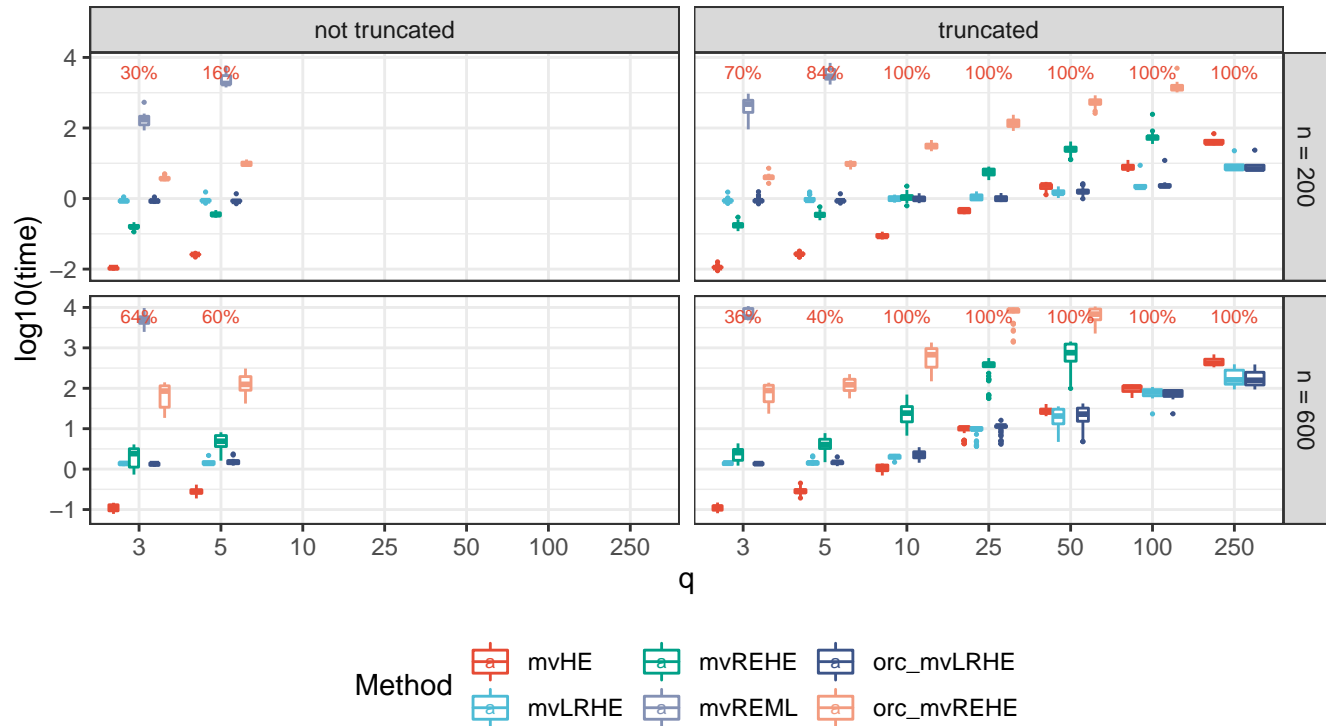 not truncated truncated
4 30% 16% 70% 84% 100% 100% 100% 100% 100%
2
0
−2
n = 200
4 64% 60% 36% 40% 100% 100% 100% 100% 100%
3
2
1
0
−1
n = 600
log10(time)
3 5 10 25 50 100 250 3 5 10 25 50 100 250
q
Method
a mvHE a mvREHE a orc_mvLRHE
a mvLRHE a mvREML a orc_mvREHE